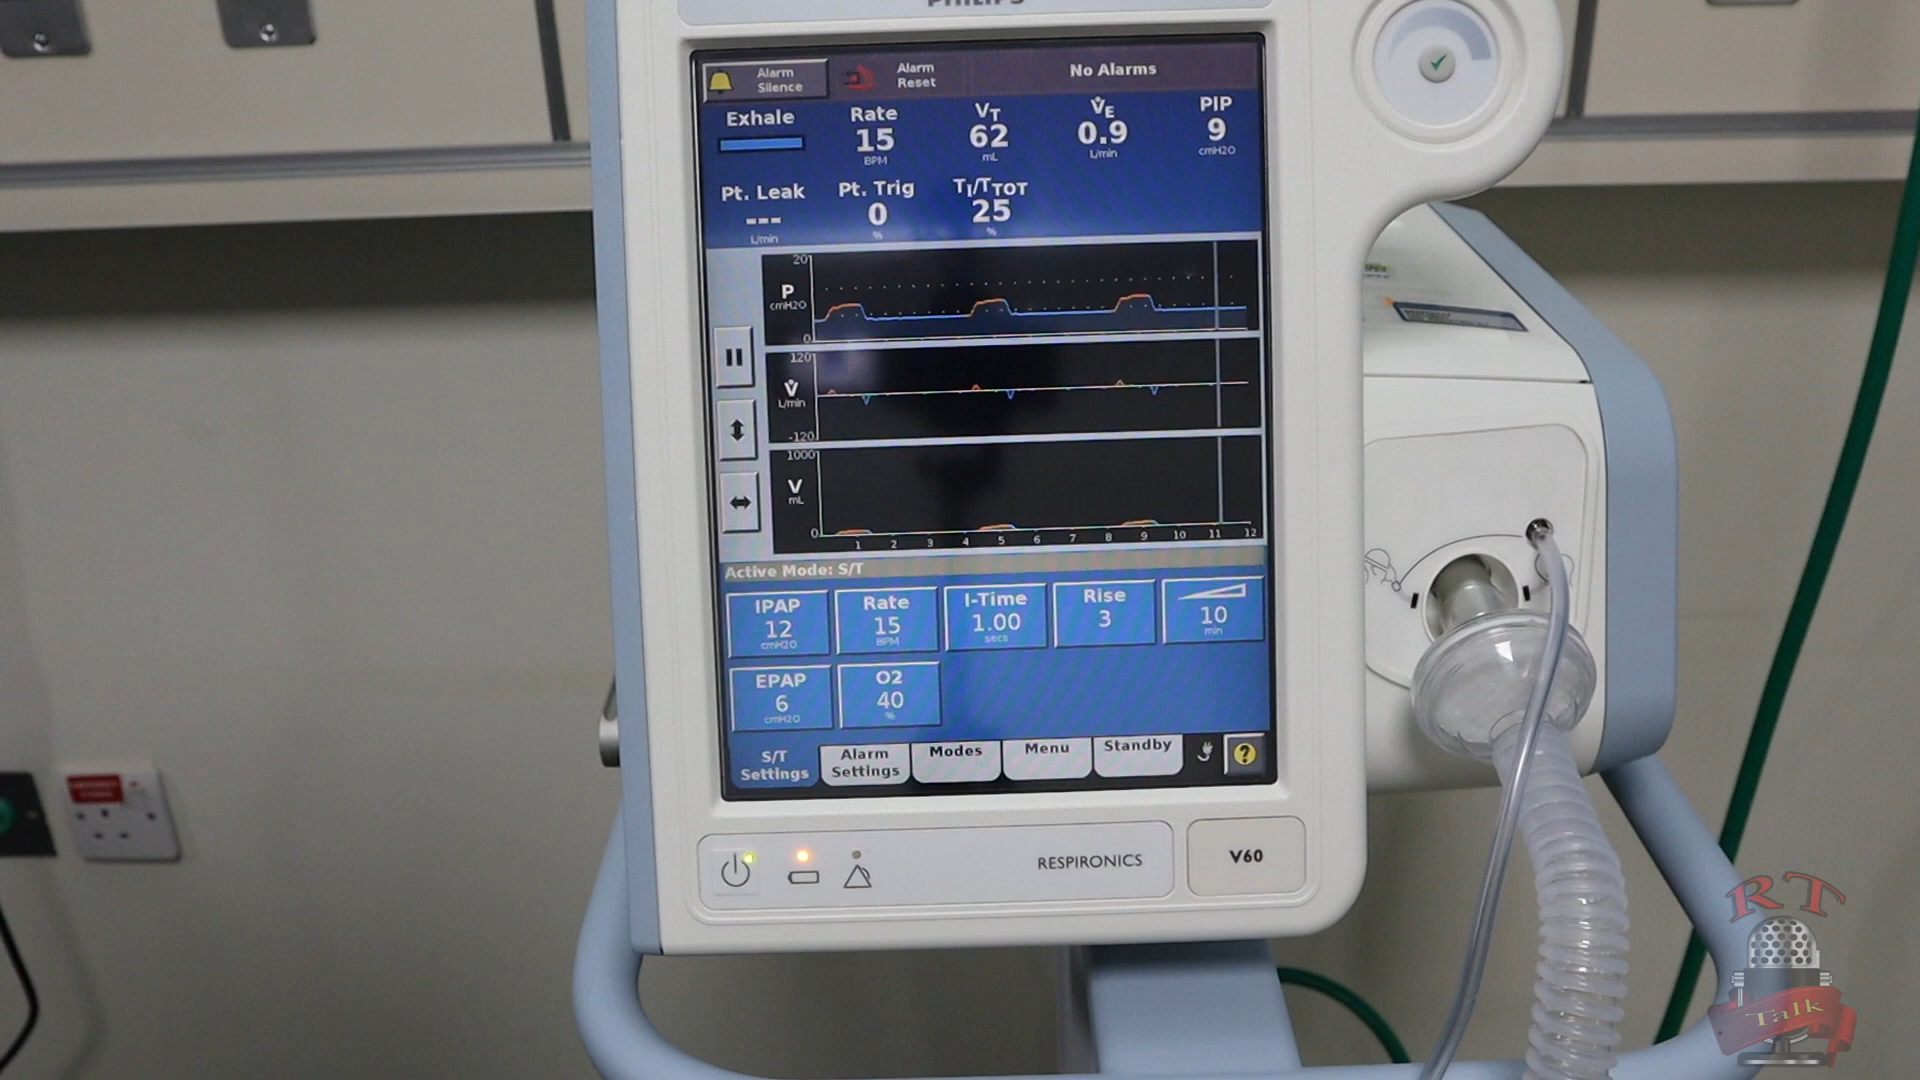 PHILIPS
Alarm
Silence
Alarm
Reset
No Alarms
Exhale
Rate
15
BPM
VT
62
mL
V̇E
0.9
L/min
PIP
9
cmH2O
Pt. Leak
---
L/min
Pt. Trig
0
%
TI/TTOT
25
%
20
P
cmH2O
0
120
V̇
L/min
-120
1000
V
mL
0
1 2 3 4 5 6 7 8 9 10 11 12
Active Mode: S/T
IPAP
12
cmH2O
Rate
15
BPM
I-Time
1.00
secs
Rise
3
10
min
EPAP
6
cmH2O
O2
40
%
S/T
Settings
Alarm
Settings
Modes
Menu
Standby
?
RESPIRONICS
V60
RT
Talk